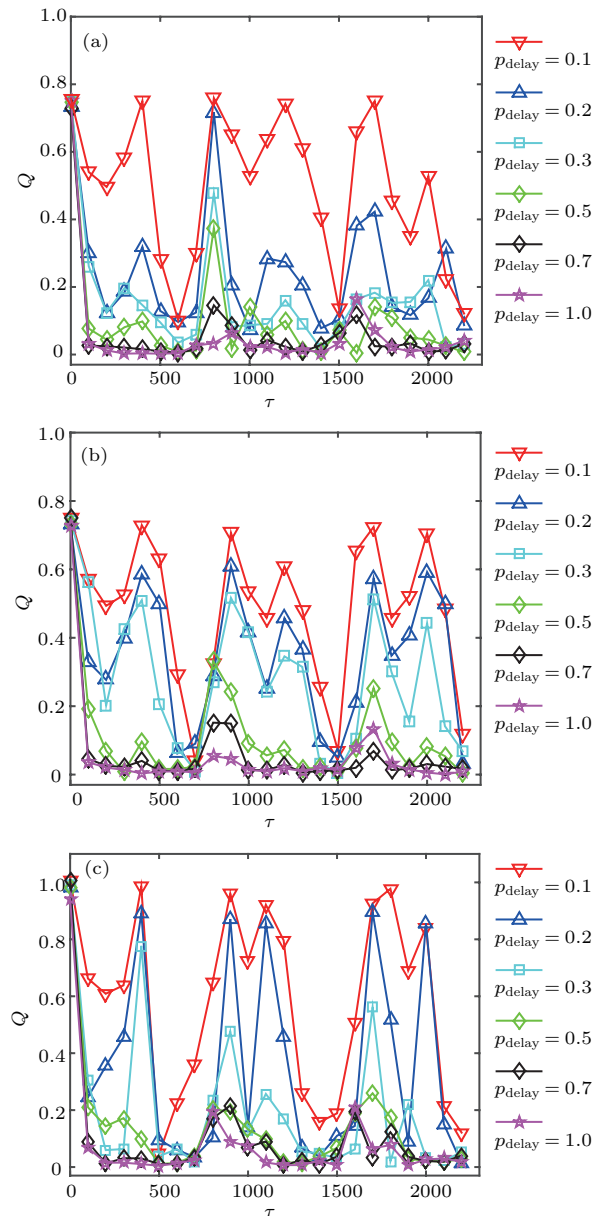 (a)
1.0
0.8
0.6
0.4
0.2
0
Q
0 500 1000 1500 2000
τ
p_delay = 0.1
p_delay = 0.2
p_delay = 0.3
p_delay = 0.5
p_delay = 0.7
p_delay = 1.0
(b)
1.0
0.8
0.6
0.4
0.2
0
Q
0 500 1000 1500 2000
τ
p_delay = 0.1
p_delay = 0.2
p_delay = 0.3
p_delay = 0.5
p_delay = 0.7
p_delay = 1.0
(c)
1.0
0.8
0.6
0.4
0.2
0
Q
0 500 1000 1500 2000
τ
p_delay = 0.1
p_delay = 0.2
p_delay = 0.3
p_delay = 0.5
p_delay = 0.7
p_delay = 1.0